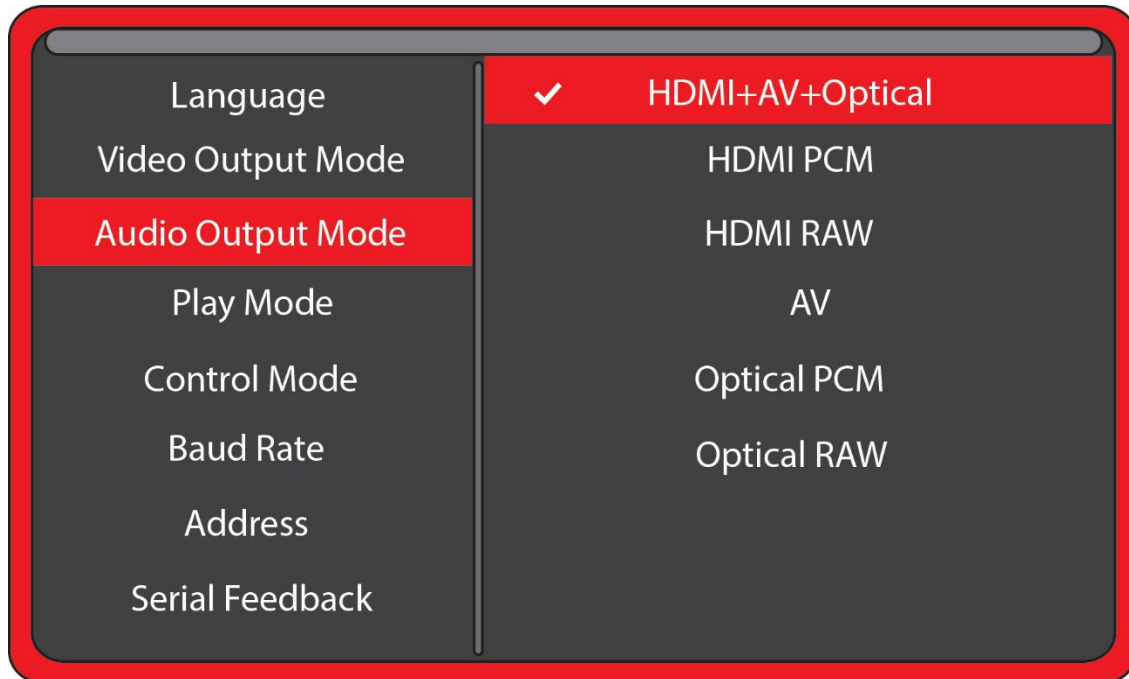 Language
Video Output Mode
Audio Output Mode
Play Mode
Control Mode
Baud Rate
Address
Serial Feedback
HDMI+AV+Optical
HDMI PCM
HDMI RAW
AV
Optical PCM
Optical RAW